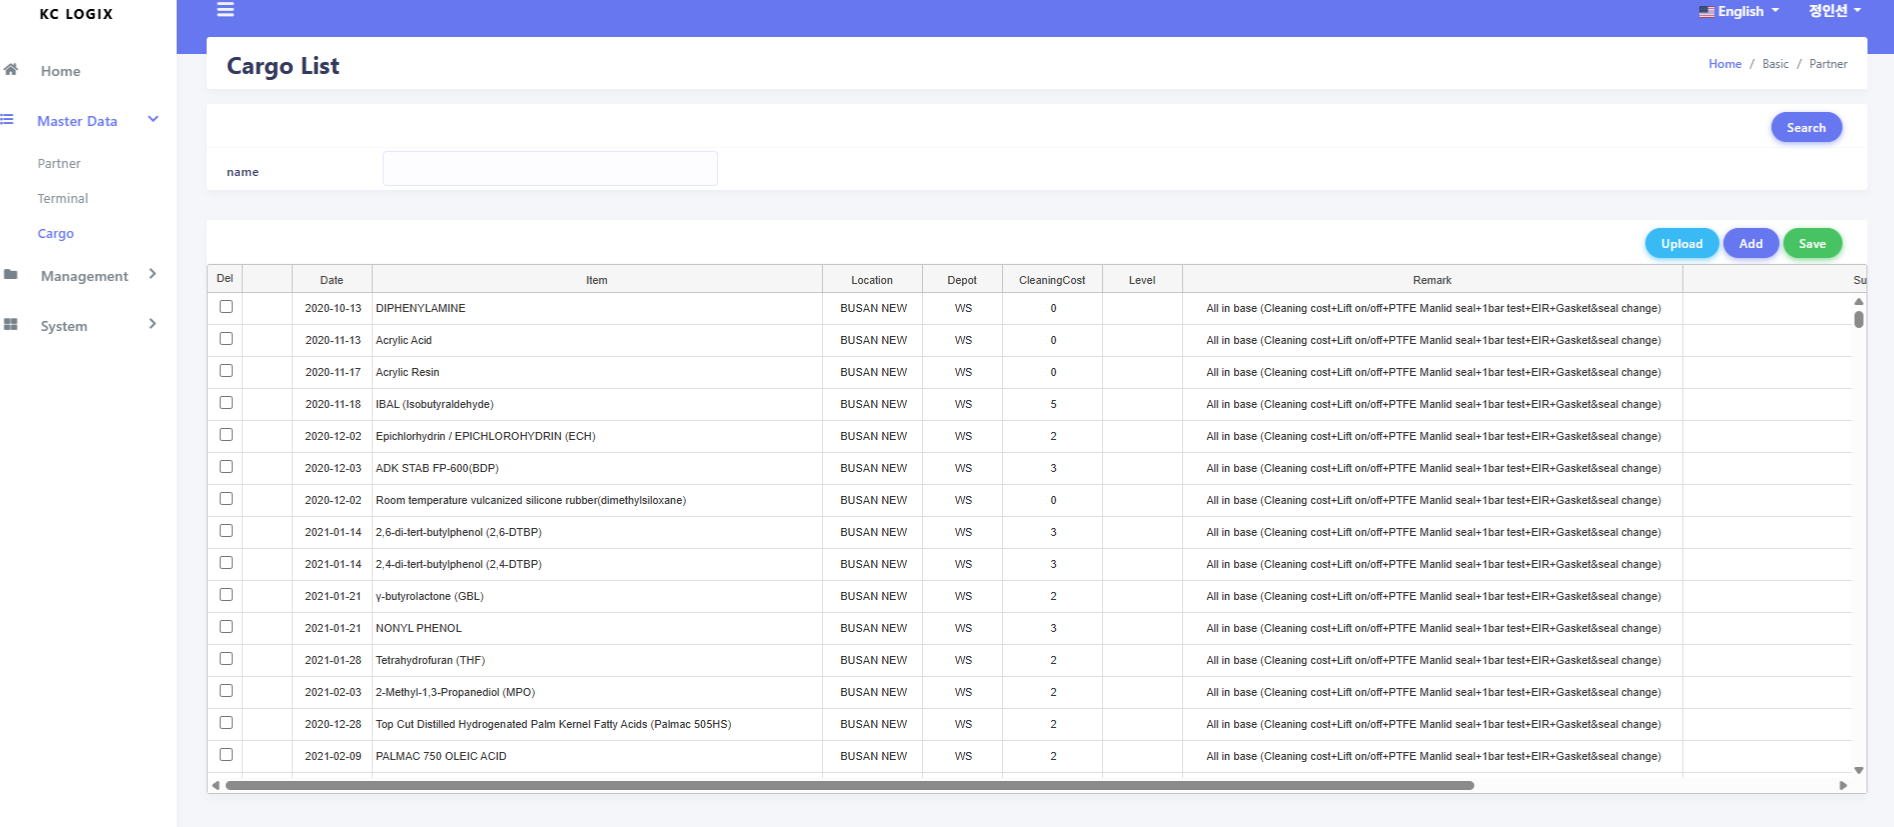 KC LOGIX
English
정인선
Home
Master Data
Partner
Terminal
Cargo
Management
System
Cargo List
Home / Basic / Partner
Search
name
Upload Add Save
Del Date Item Location Depot CleaningCost Level Remark Su
2020-10-13 DIPHENYLAMINE BUSAN NEW WS 0 All in base (Cleaning cost+Lift on/off+PTFE Manlid seal+1bar test+EIR+Gasket&seal change)
2020-11-13 Acrylic Acid BUSAN NEW WS 0 All in base (Cleaning cost+Lift on/off+PTFE Manlid seal+1bar test+EIR+Gasket&seal change)
2020-11-17 Acrylic Resin BUSAN NEW WS 0 All in base (Cleaning cost+Lift on/off+PTFE Manlid seal+1bar test+EIR+Gasket&seal change)
2020-11-18 IBAL (Isobutyraldehyde) BUSAN NEW WS 5 All in base (Cleaning cost+Lift on/off+PTFE Manlid seal+1bar test+EIR+Gasket&seal change)
2020-12-02 Epichlorhydrin / EPICHLOROHYDRIN (ECH) BUSAN NEW WS 2 All in base (Cleaning cost+Lift on/off+PTFE Manlid seal+1bar test+EIR+Gasket&seal change)
2020-12-03 ADK STAB FP-600(BDP) BUSAN NEW WS 3 All in base (Cleaning cost+Lift on/off+PTFE Manlid seal+1bar test+EIR+Gasket&seal change)
2020-12-02 Room temperature vulcanized silicone rubber(dimethylsiloxane) BUSAN NEW WS 0 All in base (Cleaning cost+Lift on/off+PTFE Manlid seal+1bar test+EIR+Gasket&seal change)
2021-01-14 2,6-di-tert-butylphenol (2,6-DTBP) BUSAN NEW WS 3 All in base (Cleaning cost+Lift on/off+PTFE Manlid seal+1bar test+EIR+Gasket&seal change)
2021-01-14 2,4-di-tert-butylphenol (2,4-DTBP) BUSAN NEW WS 3 All in base (Cleaning cost+Lift on/off+PTFE Manlid seal+1bar test+EIR+Gasket&seal change)
2021-01-21 γ-butyrolactone (GBL) BUSAN NEW WS 2 All in base (Cleaning cost+Lift on/off+PTFE Manlid seal+1bar test+EIR+Gasket&seal change)
2021-01-21 NONYL PHENOL BUSAN NEW WS 3 All in base (Cleaning cost+Lift on/off+PTFE Manlid seal+1bar test+EIR+Gasket&seal change)
2021-01-28 Tetrahydrofuran (THF) BUSAN NEW WS 2 All in base (Cleaning cost+Lift on/off+PTFE Manlid seal+1bar test+EIR+Gasket&seal change)
2021-02-03 2-Methyl-1,3-Propanediol (MPO) BUSAN NEW WS 2 All in base (Cleaning cost+Lift on/off+PTFE Manlid seal+1bar test+EIR+Gasket&seal change)
2020-12-28 Top Cut Distilled Hydrogenated Palm Kernel Fatty Acids (Palmac 505HS) BUSAN NEW WS 2 All in base (Cleaning cost+Lift on/off+PTFE Manlid seal+1bar test+EIR+Gasket&seal change)
2021-02-09 PALMAC 750 OLEIC ACID BUSAN NEW WS 2 All in base (Cleaning cost+Lift on/off+PTFE Manlid seal+1bar test+EIR+Gasket&seal change)